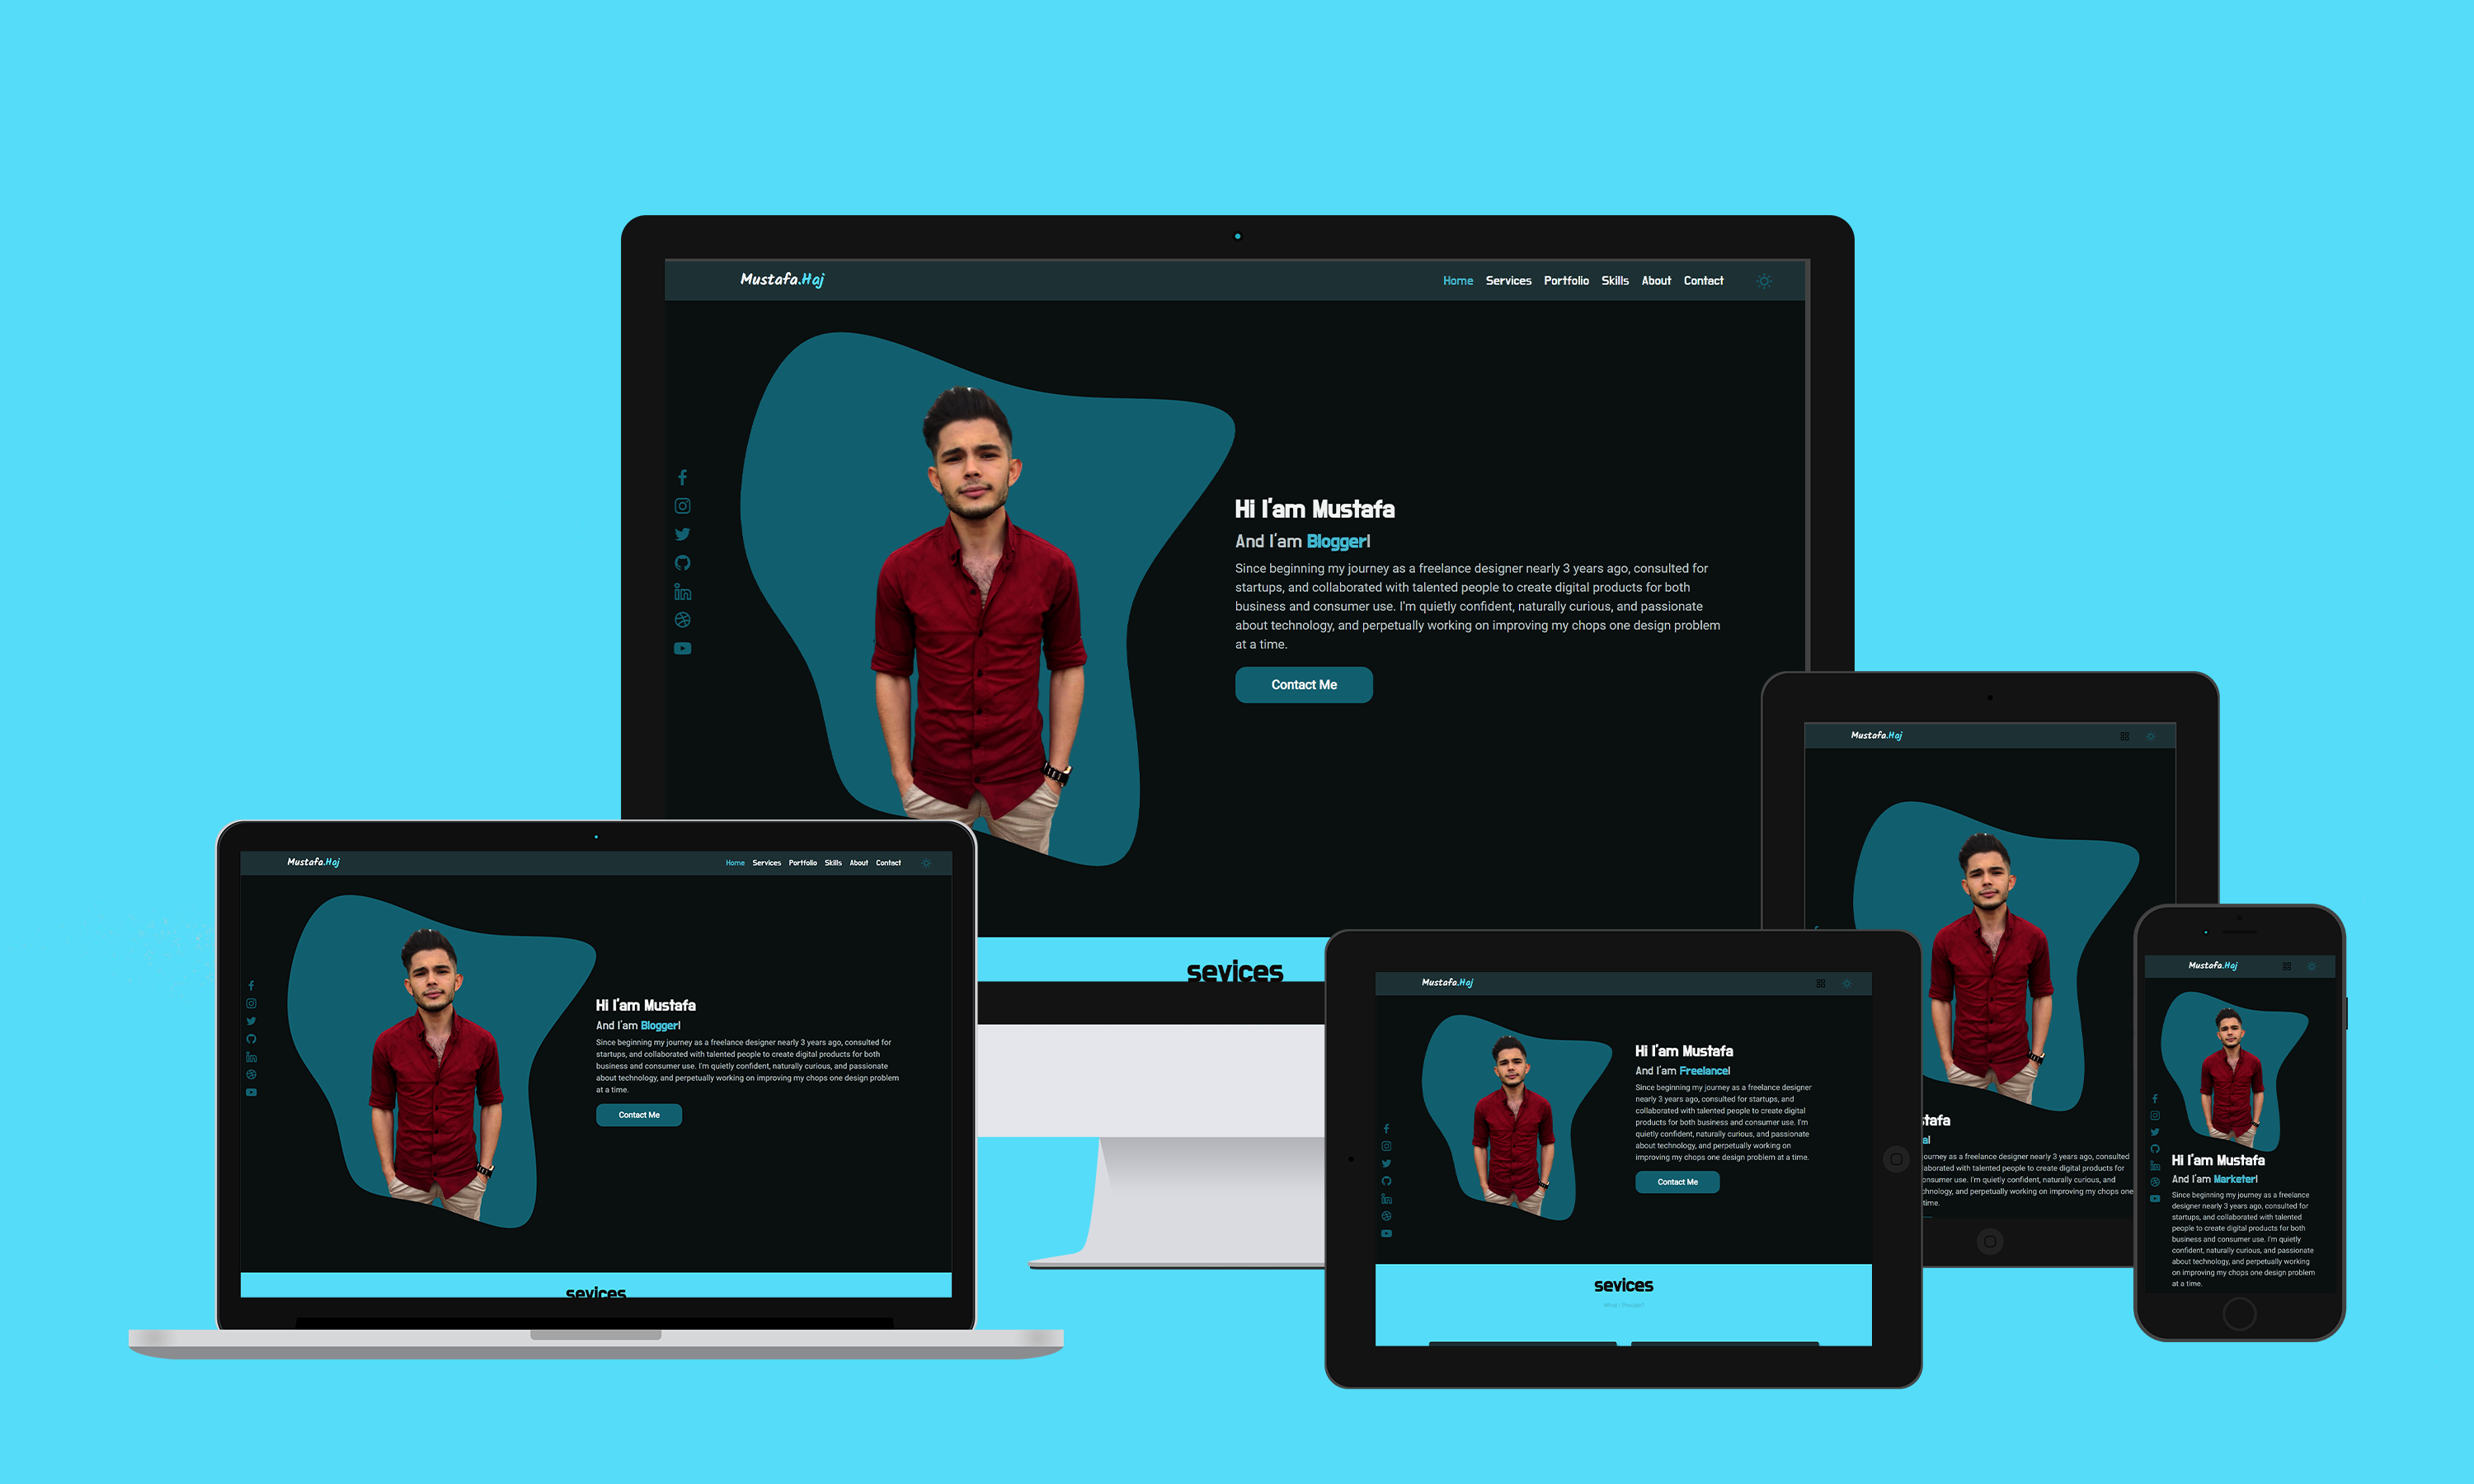 Mustafa.Haj
Home Services Portfolio Skills About Contact
Hi I'am Mustafa
And I'am Blogger|
Since beginning my journey as a freelance designer nearly 3 years ago, consulted for
startups, and collaborated with talented people to create digital products for both
business and consumer use. I'm quietly confident, naturally curious, and passionate
about technology, and perpetually working on improving my chops one design problem
at a time.
Contact Me
sevices
Mustafa.Haj
Home Services Portfolio Skills About Contact
Hi I'am Mustafa
And I'am Blogger|
Since beginning my journey as a freelance designer nearly 3 years ago, consulted for
startups, and collaborated with talented people to create digital products for both
business and consumer use. I'm quietly confident, naturally curious, and passionate
about technology, and perpetually working on improving my chops one design problem
at a time.
Contact Me
sevices
Mustafa.Haj
Hi I'am Mustafa
And I'am Freelance|
Since beginning my journey as a freelance designer
nearly 3 years ago, consulted for startups, and
collaborated with talented people to create digital
products for both business and consumer use. I'm
quietly confident, naturally curious, and passionate
about technology, and perpetually working on
improving my chops one design problem at a time.
Contact Me
sevices
What I Provide?
Mustafa.Haj
stafa
al
ourney as a freelance designer nearly 3 years ago, consulted
aborated with talented people to create digital products for
onsumer use. I'm quietly confident, naturally curious, and
chnology, and perpetually working on improving my chops one
time.
Mustafa.Haj
Hi I'am Mustafa
And I'am Marketer|
Since beginning my journey as a freelance
designer nearly 3 years ago, consulted for
startups, and collaborated with talented
people to create digital products for both
business and consumer use. I'm quietly
confident, naturally curious, and passionate
about technology, and perpetually working
on improving my chops one design problem
at a time.